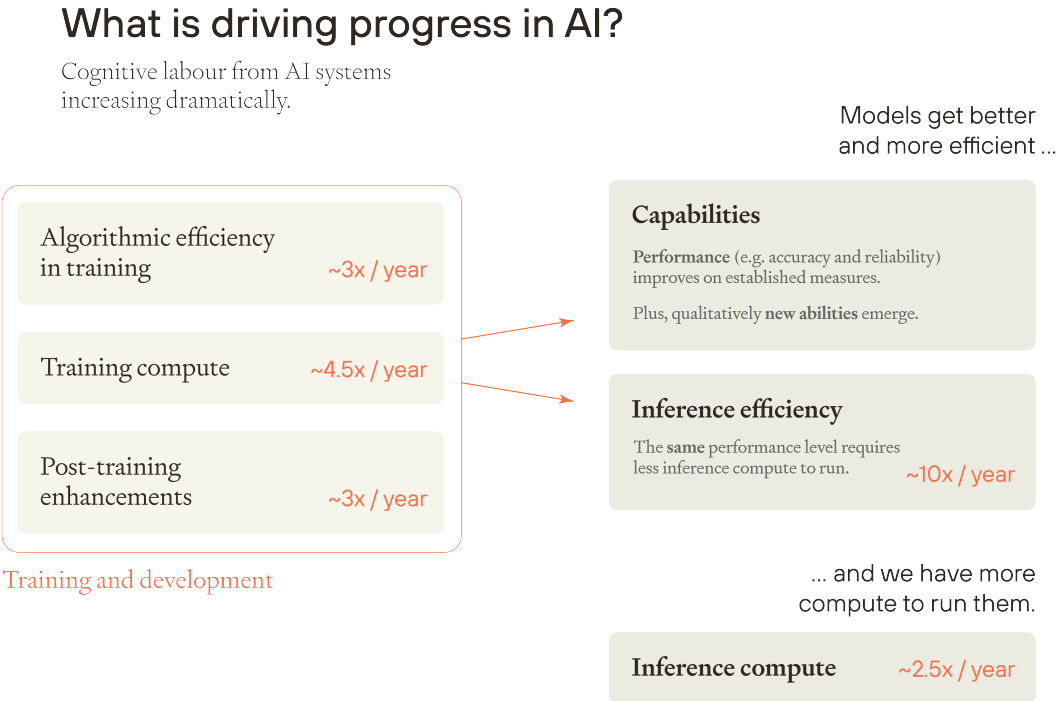 What is driving progress in AI?
Cognitive labour from AI systems
increasing dramatically.
Algorithmic efficiency
in training
~3x / year
Training compute
~4.5x / year
Post-training
enhancements
~3x / year
Training and development
Models get better
and more efficient ...
Capabilities
Performance (e.g. accuracy and reliability)
improves on established measures.
Plus, qualitatively new abilities emerge.
Inference efficiency
The same performance level requires
less inference compute to run.
~10x / year
... and we have more
compute to run them.
Inference compute
~2.5x / year